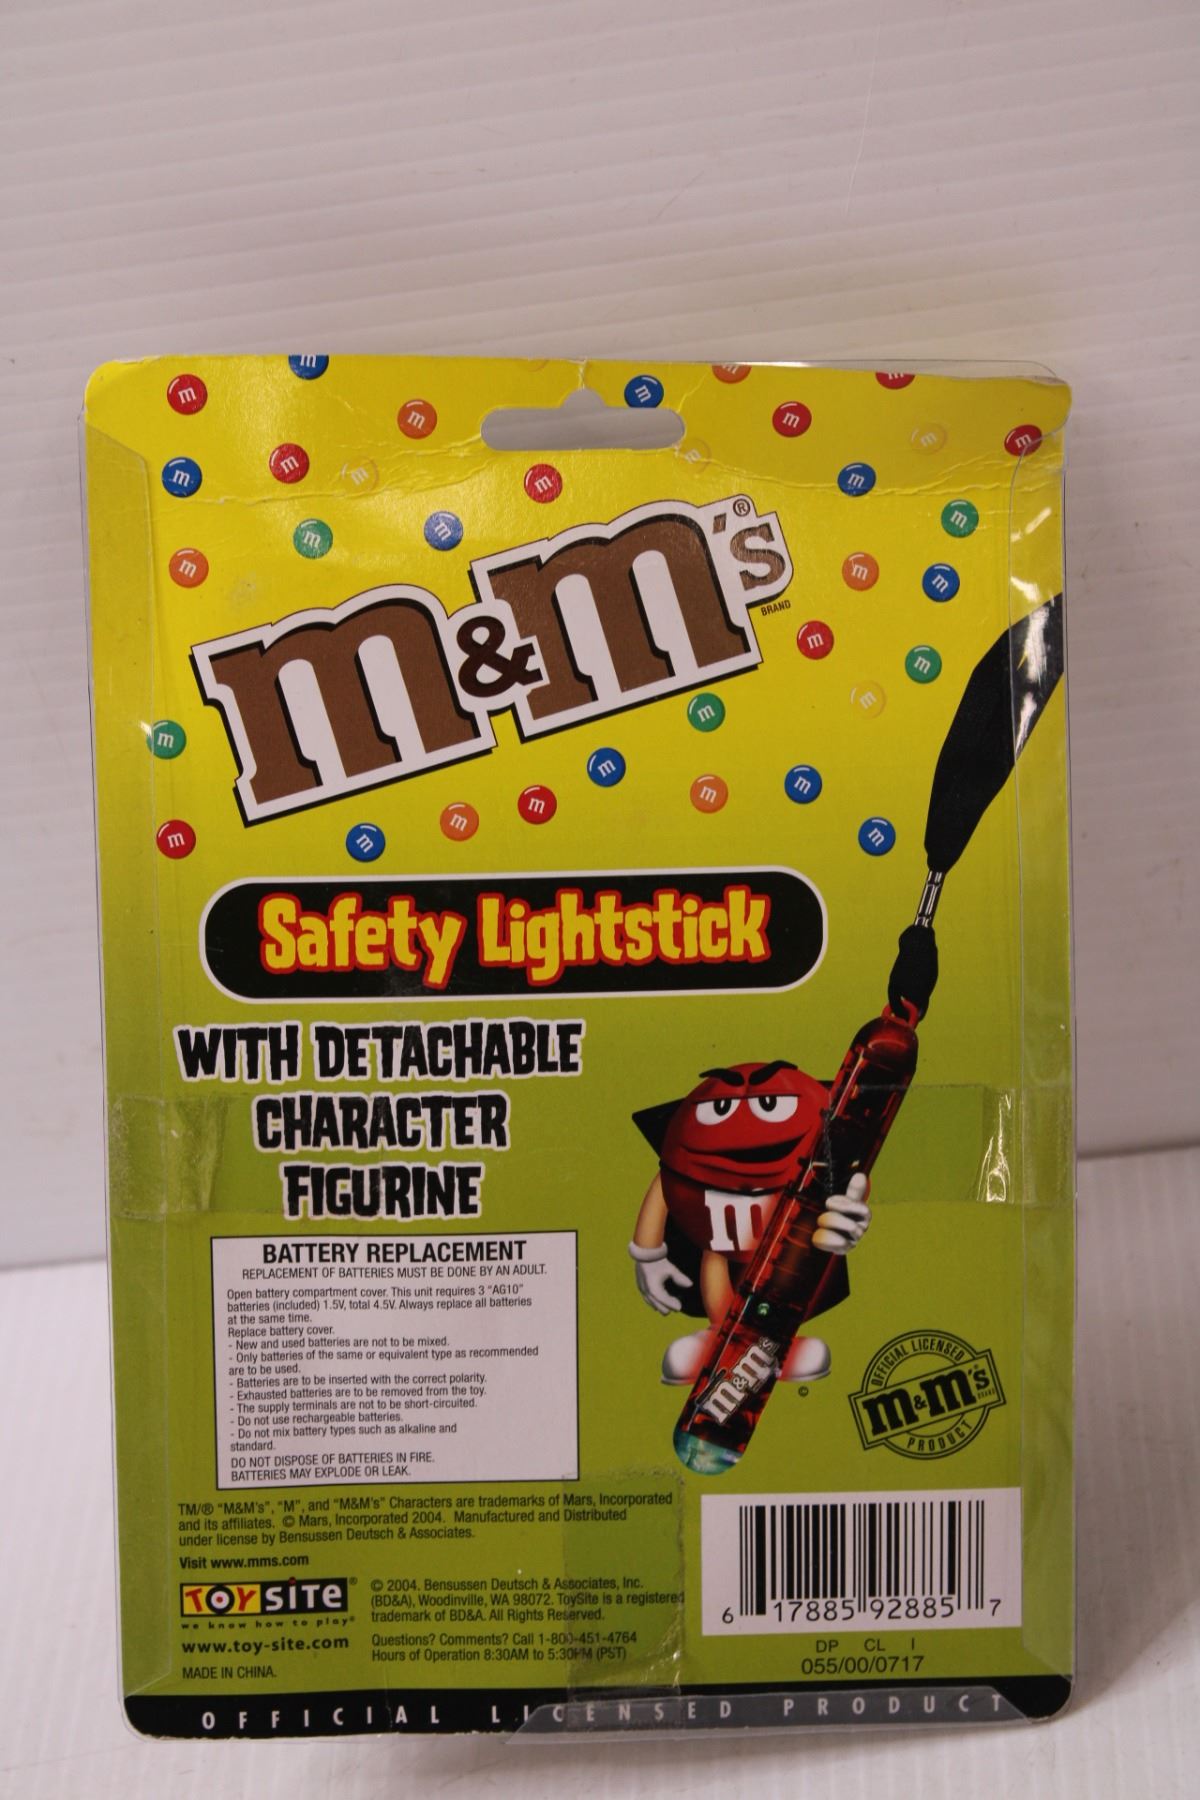 m&m's®
BRAND
Safety Lightstick
WITH DETACHABLE
CHARACTER
FIGURINE
BATTERY REPLACEMENT
REPLACEMENT OF BATTERIES MUST BE DONE BY AN ADULT.
Open battery compartment cover. This unit requires 3 "AG10"
batteries (included) 1.5V, total 4.5V. Always replace all batteries
at the same time.
Replace battery cover.
- New and used batteries are not to be mixed.
- Only batteries of the same or equivalent type as recommended
are to be used.
- Batteries are to be inserted with the correct polarity.
- Exhausted batteries are to be removed from the toy.
- The supply terminals are not to be short-circuited.
- Do not use rechargeable batteries.
- Do not mix battery types such as alkaline and
standard.
DO NOT DISPOSE OF BATTERIES IN FIRE.
BATTERIES MAY EXPLODE OR LEAK.
m
m&m's
©
OFFICIAL LICENSED
m&m's
BRAND
PRODUCT
TM/® "M&M's", "M", and "M&M's" Characters are trademarks of Mars, Incorporated
and its affiliates. © Mars, Incorporated 2004. Manufactured and Distributed
under license by Bensussen Deutsch & Associates.
Visit www.mms.com
TOYSITE®
we know how to play®
www.toy-site.com
MADE IN CHINA.
© 2004. Bensussen Deutsch & Associates, Inc.
(BD&A), Woodinville, WA 98072. ToySite is a registered
trademark of BD&A. All Rights Reserved.
Questions? Comments? Call 1-800-451-4764
Hours of Operation 8:30AM to 5:30PM (PST)
6 17885 92885 7
DP CL I
055/00/0717
OFFICIAL LICENSED PRODUCT